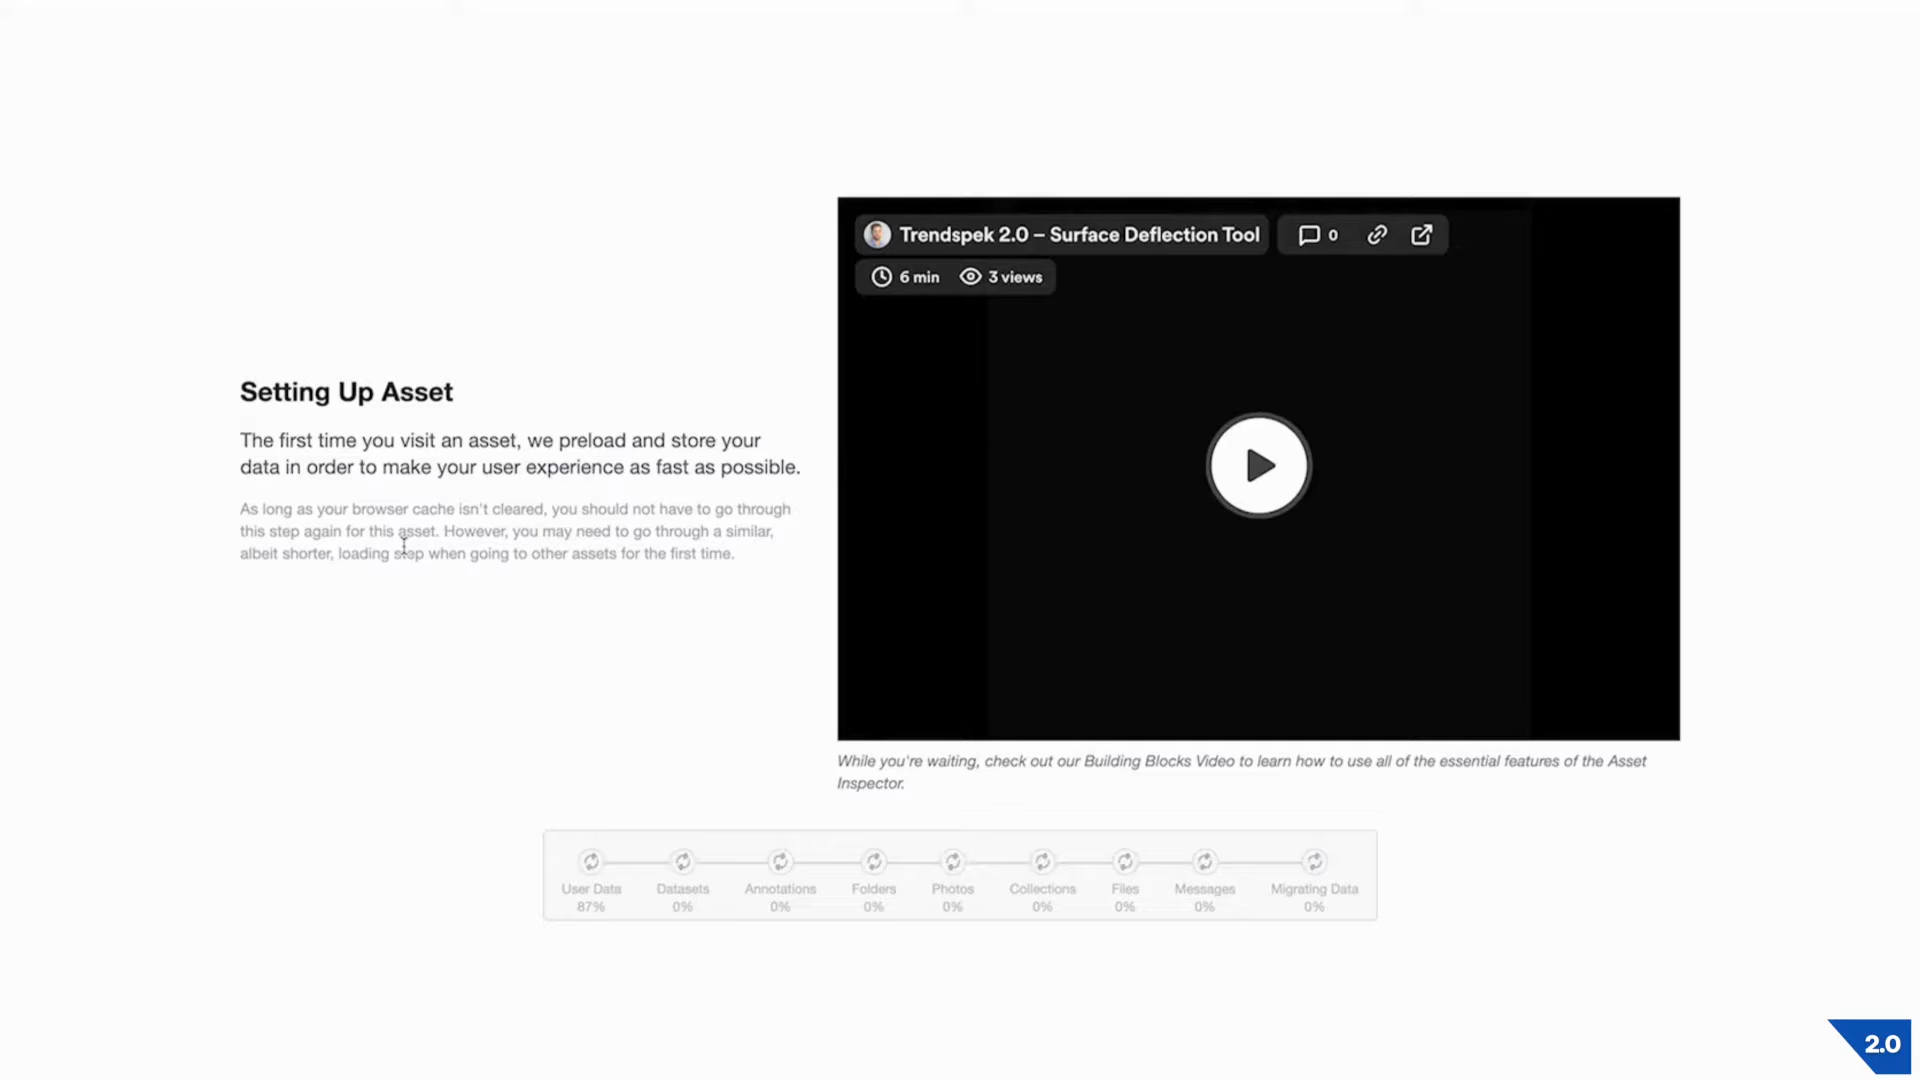 Trendspek 2.0 – Surface Deflection Tool
0
6 min
3 views
Setting Up Asset
The first time you visit an asset, we preload and store your
data in order to make your user experience as fast as possible.
As long as your browser cache isn't cleared, you should not have to go through
this step again for this asset. However, you may need to go through a similar,
albeit shorter, loading step when going to other assets for the first time.
While you're waiting, check out our Building Blocks Video to learn how to use all of the essential features of the Asset
Inspector.
User Data Datasets Annotations Folders Photos Collections Files Messages Migrating Data
87% 0% 0% 0% 0% 0% 0% 0% 0%
2.0